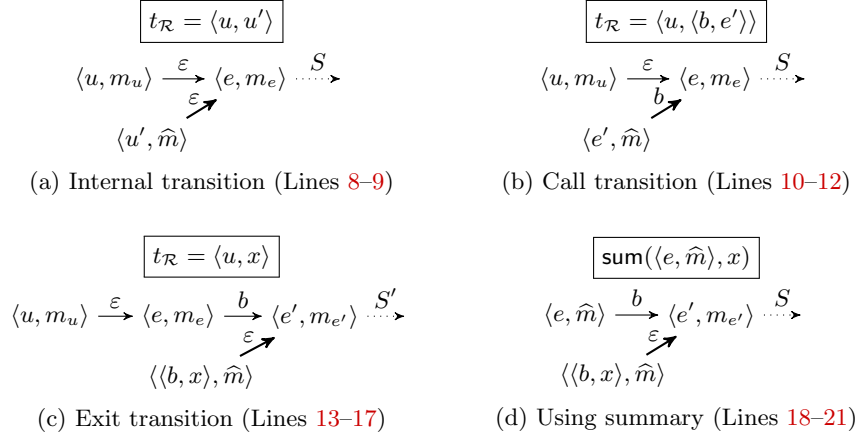 t_R = ⟨u, u′⟩
⟨u, m_u⟩ ε ⟨e, m_e⟩ S
ε
⟨u′, m̂⟩
(a) Internal transition (Lines 8–9)
t_R = ⟨u, ⟨b, e′⟩⟩
⟨u, m_u⟩ ε ⟨e, m_e⟩ S
b
⟨e′, m̂⟩
(b) Call transition (Lines 10–12)
t_R = ⟨u, x⟩
⟨u, m_u⟩ ε ⟨e, m_e⟩ b ⟨e′, m_e′⟩ S′
ε
⟨⟨b, x⟩, m̂⟩
(c) Exit transition (Lines 13–17)
sum(⟨e, m̂⟩, x)
⟨e, m̂⟩ b ⟨e′, m_e′⟩ S
ε
⟨⟨b, x⟩, m̂⟩
(d) Using summary (Lines 18–21)